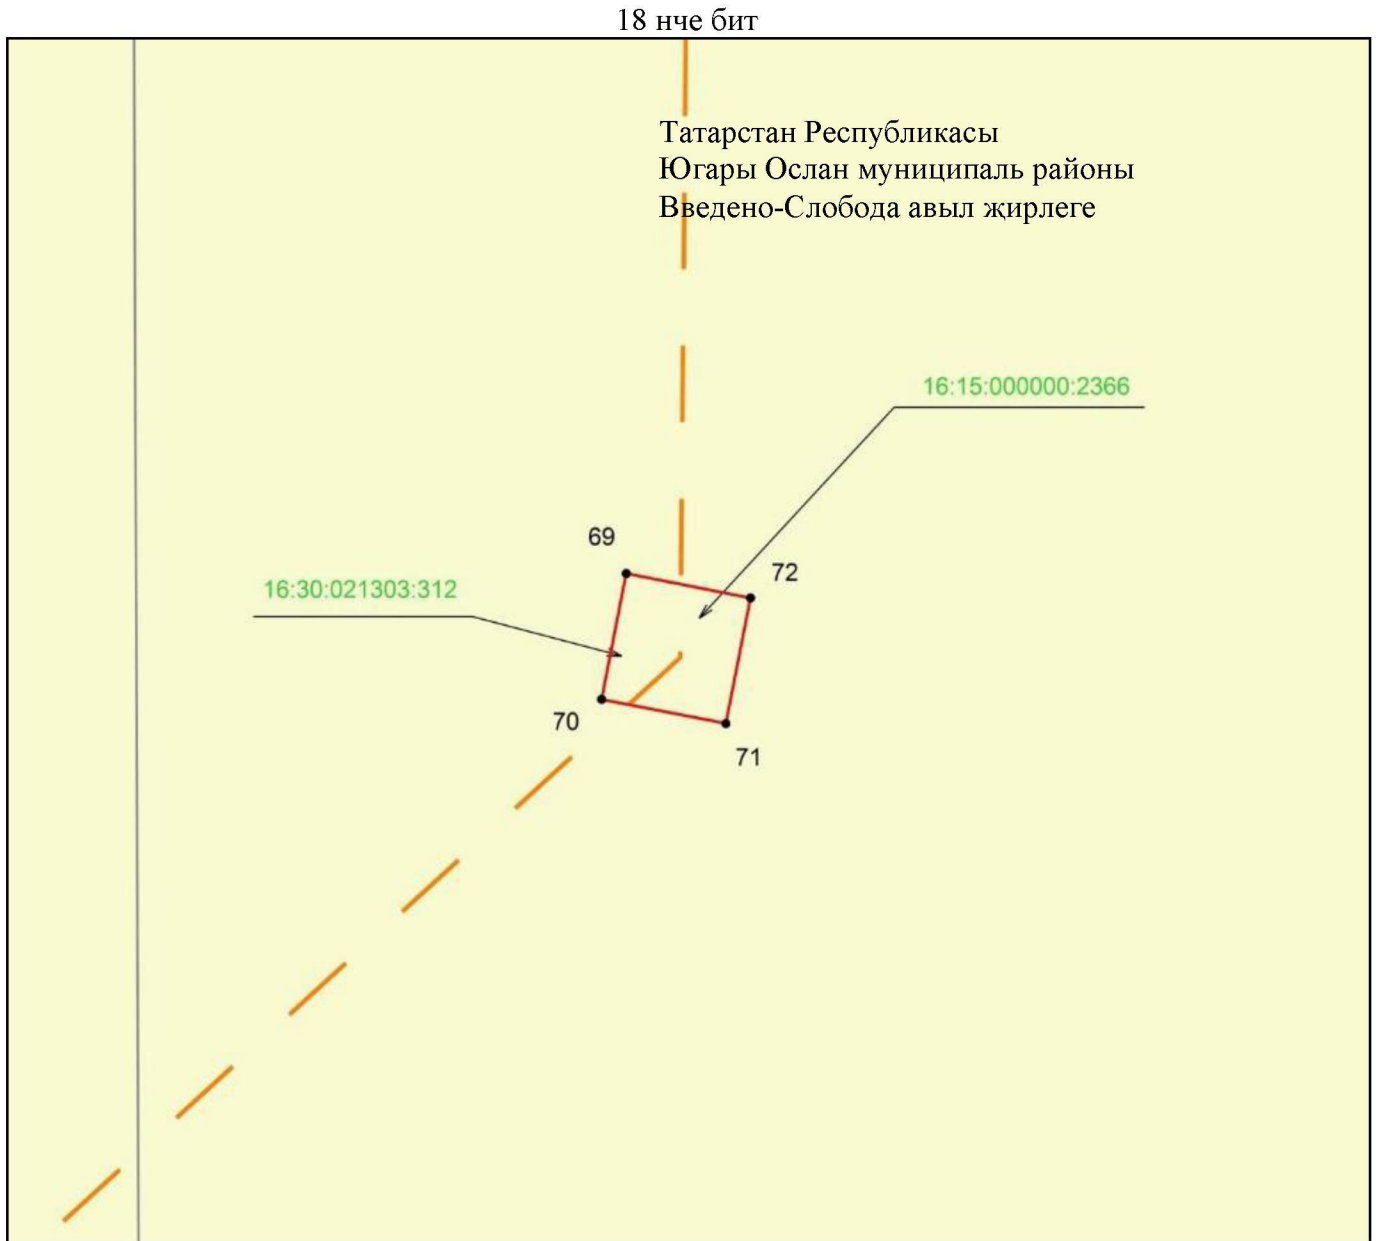 18 нче бит
Татарстан Республикасы
Югары Ослан муниципаль районы
Введено-Слобода авыл җирлеге
16:15:000000:2366
69
72
16:30:021303:312
70
71